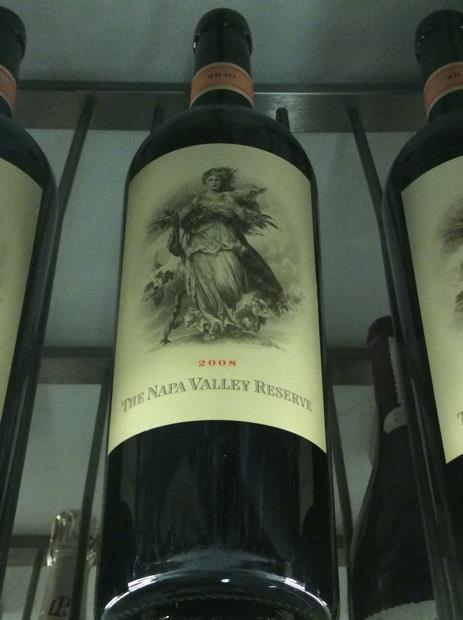 2008
THE NAPA VALLEY RESERVE